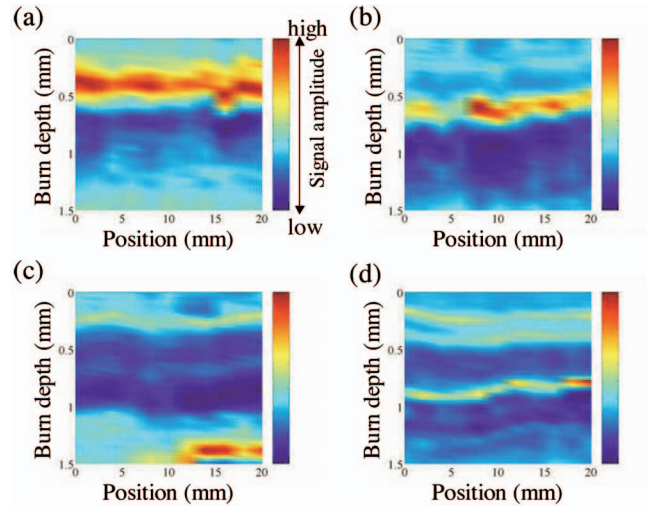 (a)
high
0
0.5
1
1.5
0 5 10 15 20
Burn depth (mm)
Position (mm)
Signal amplitude
low
(b)
0
0.5
1
1.5
0 5 10 15 20
Burn depth (mm)
Position (mm)
(c)
0
0.5
1
1.5
0 5 10 15 20
Burn depth (mm)
Position (mm)
(d)
0
0.5
1
1.5
0 5 10 15 20
Burn depth (mm)
Position (mm)